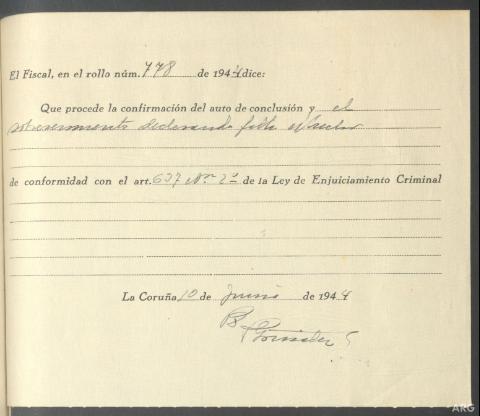 El Fiscal, en el rollo núm. 778 de 1944 dice:
Que procede la confirmación del auto de conclusión y el
sobreseimiento declarando falta
de conformidad con el art. 637 Nº 2º de la Ley de Enjuiciamiento Criminal
La Coruña, 10 de junio de 1944
ARG